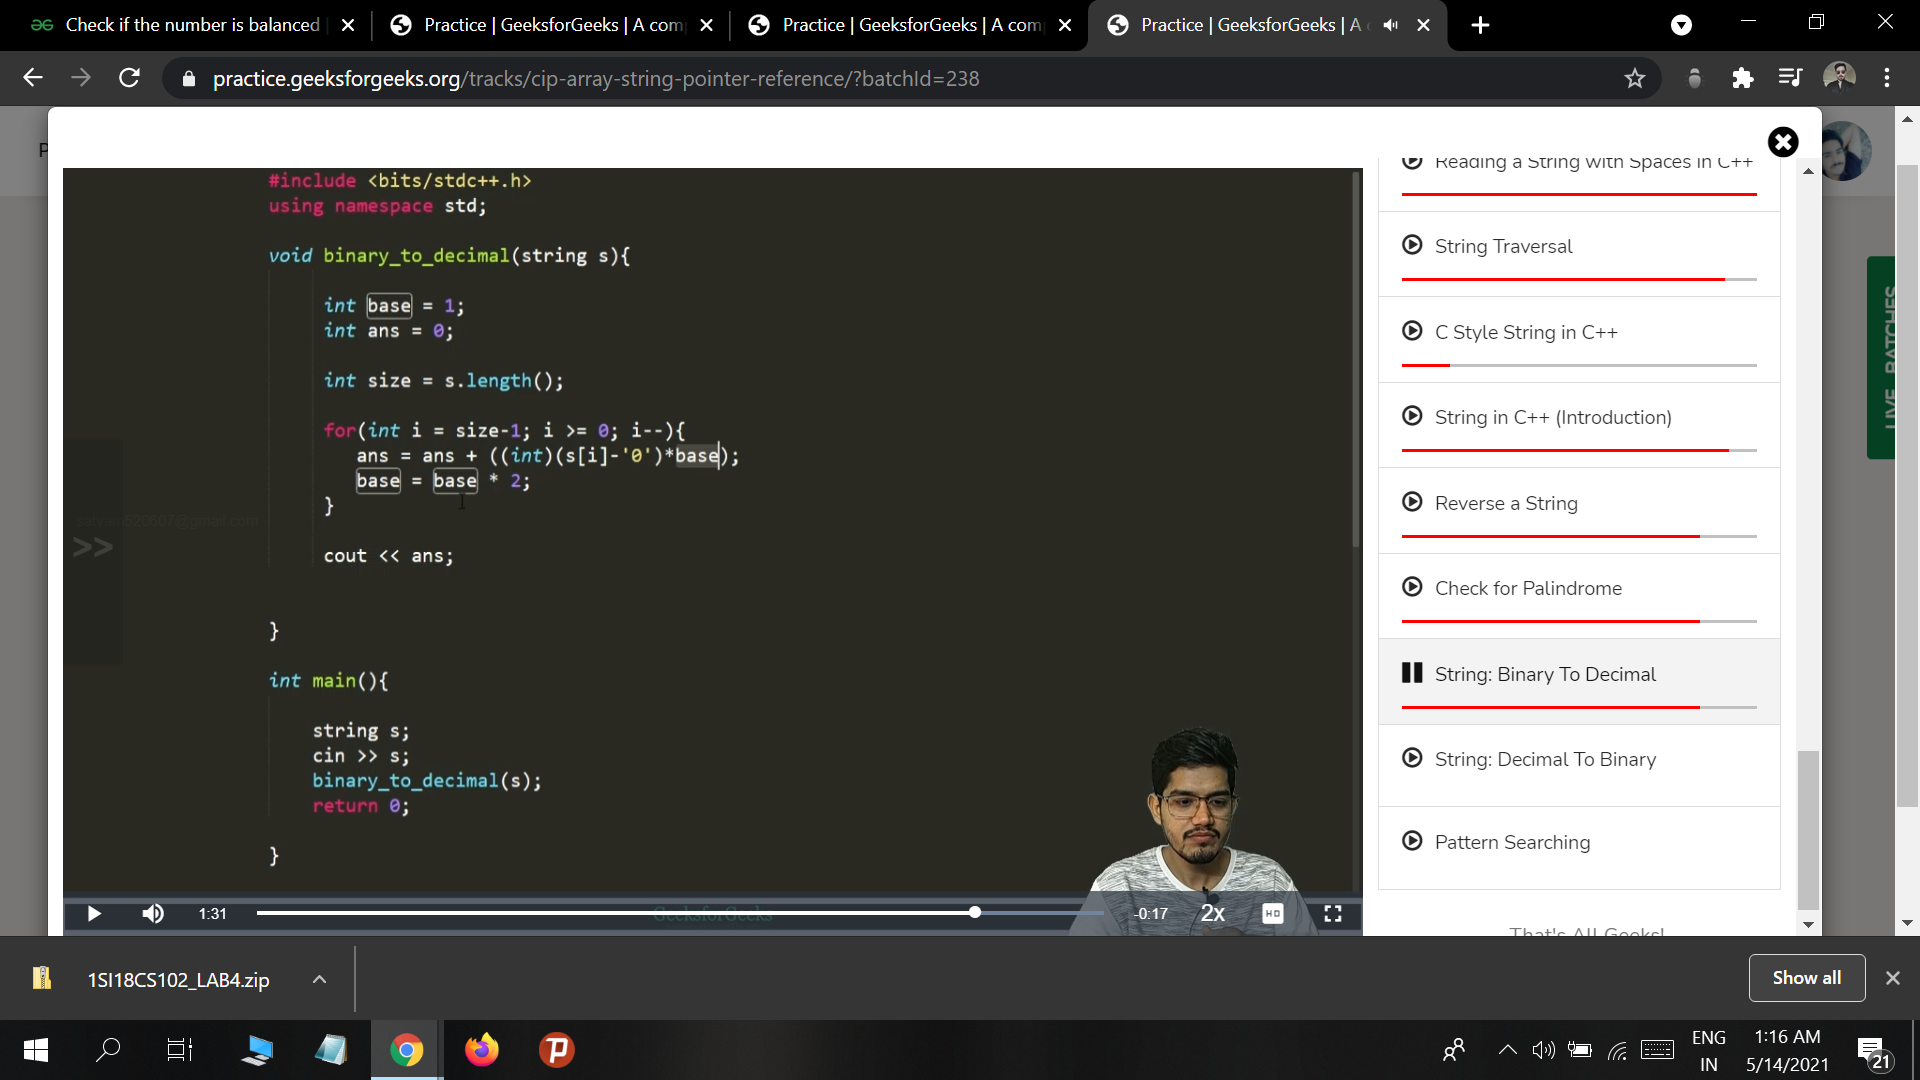 Check if the number is balanced
Practice | GeeksforGeeks | A com
Practice | GeeksforGeeks | A com
Practice | GeeksforGeeks | A c
practice.geeksforgeeks.org/tracks/cip-array-string-pointer-reference/?batchId=238
P
#include <bits/stdc++.h>
using namespace std;
void binary_to_decimal(string s){
int base = 1;
int ans = 0;
int size = s.length();
for(int i = size-1; i >= 0; i--){
ans = ans + ((int)(s[i]-'0')*base);
base = base * 2;
}
cout << ans;
}
int main(){
string s;
cin >> s;
binary_to_decimal(s);
return 0;
}
>>
GeeksforGeeks
1:31
-0:17
2x
HD
Reading a String with Spaces in C++
String Traversal
C Style String in C++
String in C++ (Introduction)
Reverse a String
Check for Palindrome
String: Binary To Decimal
String: Decimal To Binary
Pattern Searching
That's All Geeks!
LIVE BATCHES
1SI18CS102_LAB4.zip
Show all
ENG
IN
1:16 AM
5/14/2021
21